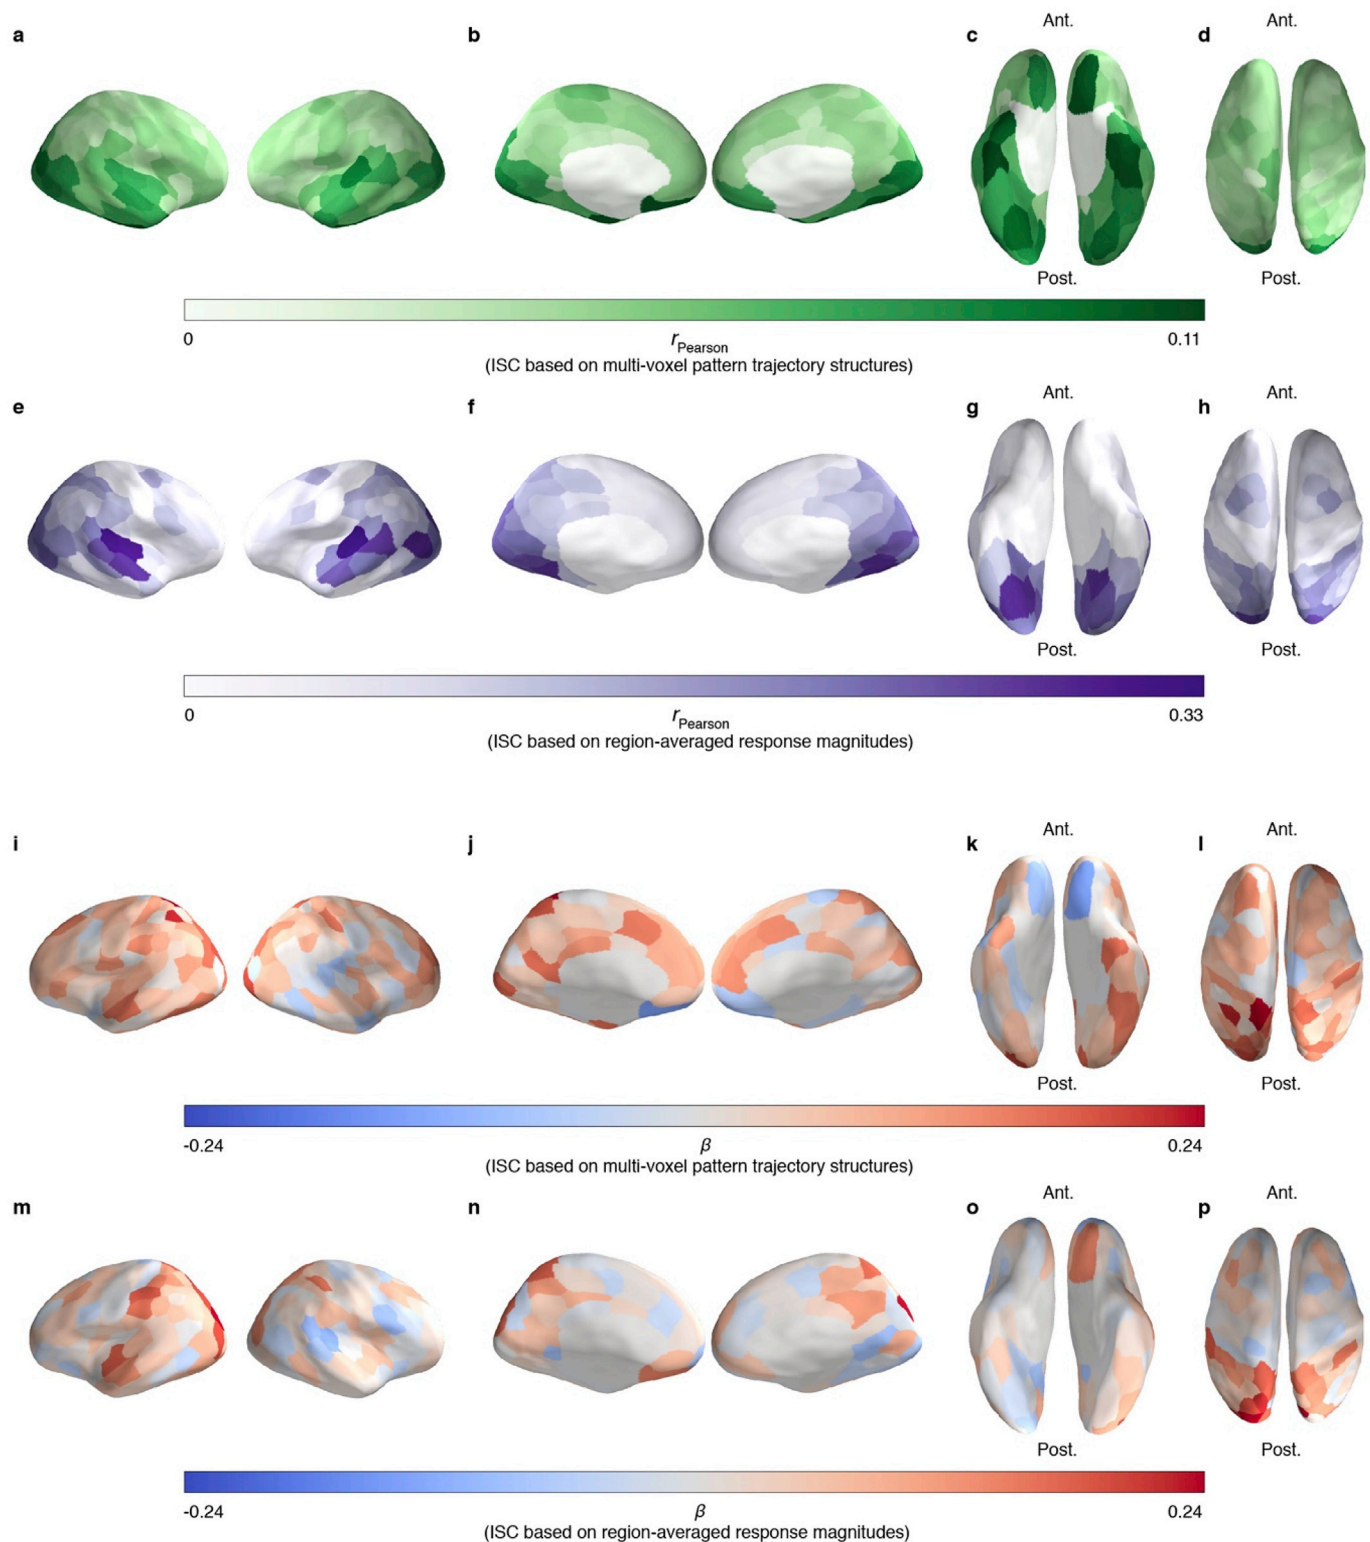 Ant. Ant.
a b c d
Post. Post.
0 0.11
rPearson
(ISC based on multi-voxel pattern trajectory structures)
Ant. Ant.
e f g h
Post. Post.
0 0.33
rPearson
(ISC based on region-averaged response magnitudes)
Ant. Ant.
i j k l
Post. Post.
-0.24 β 0.24
(ISC based on multi-voxel pattern trajectory structures)
Ant. Ant.
m n o p
Post. Post.
-0.24 β 0.24
(ISC based on region-averaged response magnitudes)